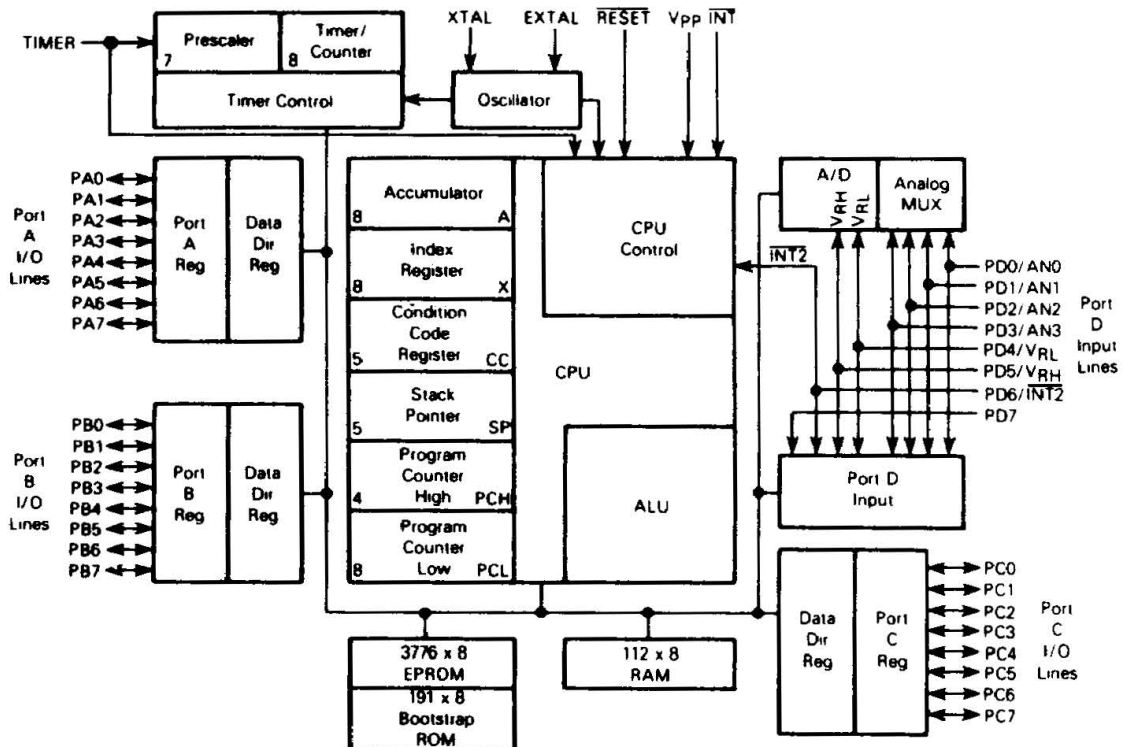 XTAL
EXTAL
RESET
Vpp
INT
TIMER
Prescaler
7
Timer/
Counter
8
Timer Control
Oscillator
Port
A
I/O
Lines
PA0
PA1
PA2
PA3
PA4
PA5
PA6
PA7
Port
A
Reg
Data
Dir
Reg
Accumulator
8
A
Index
Register
8
X
Condition
Code
Register
5
CC
Stack
Pointer
5
SP
Program
Counter
High
4
PCH
Program
Counter
Low
8
PCL
CPU
Control
CPU
ALU
INT2
A/D
VRH
VRL
Analog
MUX
PD0/AN0
PD1/AN1
PD2/AN2
PD3/AN3
PD4/VRL
PD5/VRH
PD6/INT2
PD7
Port
D
Input
Lines
Port D
Input
Port
B
I/O
Lines
PB0
PB1
PB2
PB3
PB4
PB5
PB6
PB7
Port
B
Reg
Data
Dir
Reg
Data
Dir
Reg
Port
C
Reg
PC0
PC1
PC2
PC3
PC4
PC5
PC6
PC7
Port
C
I/O
Lines
3776 x 8
EPROM
191 x 8
Bootstrap
ROM
112 x 8
RAM